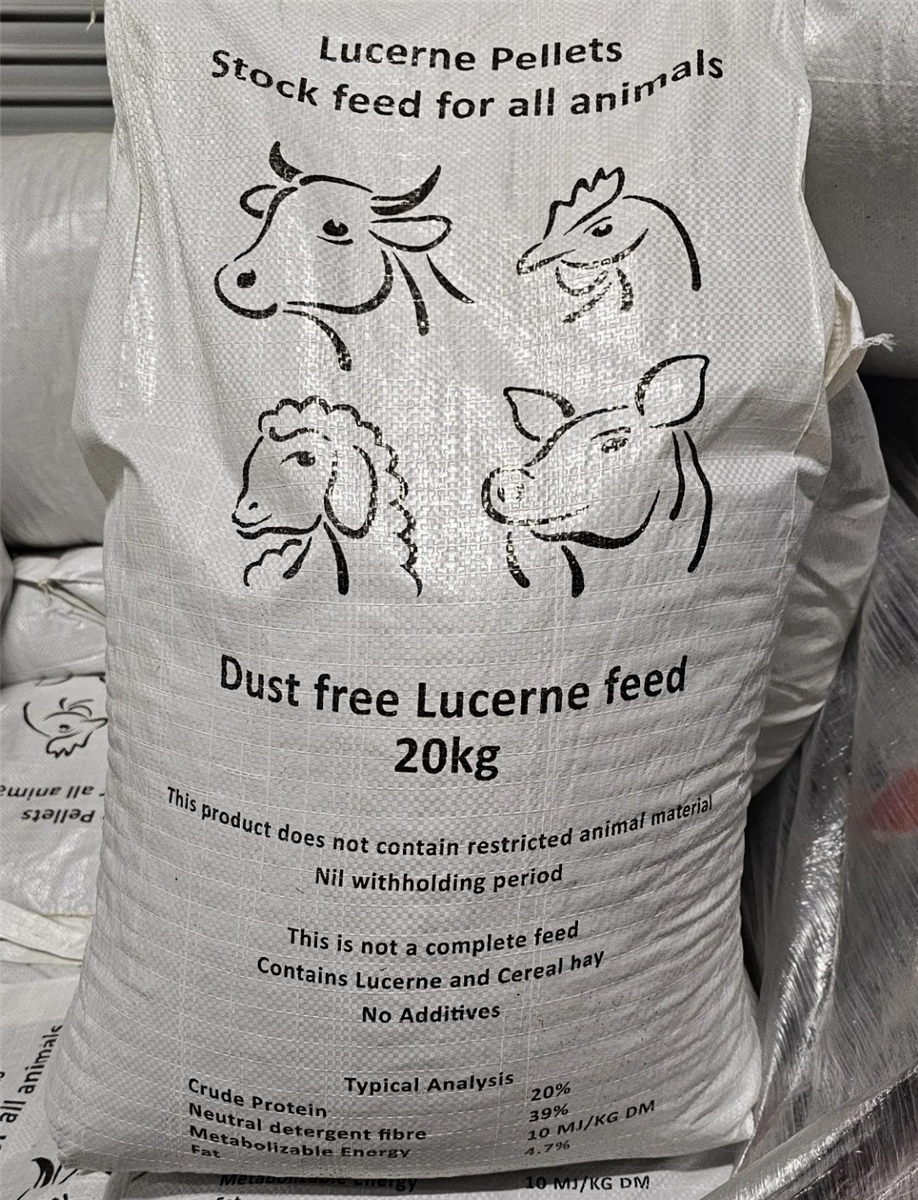 Lucerne Pellets
Stock feed for all animals
Dust free Lucerne feed
20kg
This product does not contain restricted animal material
Nil withholding period
This is not a complete feed
Contains Lucerne and Cereal hay
No Additives
Typical Analysis
Crude Protein 20%
Neutral detergent fibre 39%
Metabolizable Energy 10 MJ/KG DM
Fat 4.7%
Metabolizable Energy 10 MJ/KG DM
all
Pellets
all animals